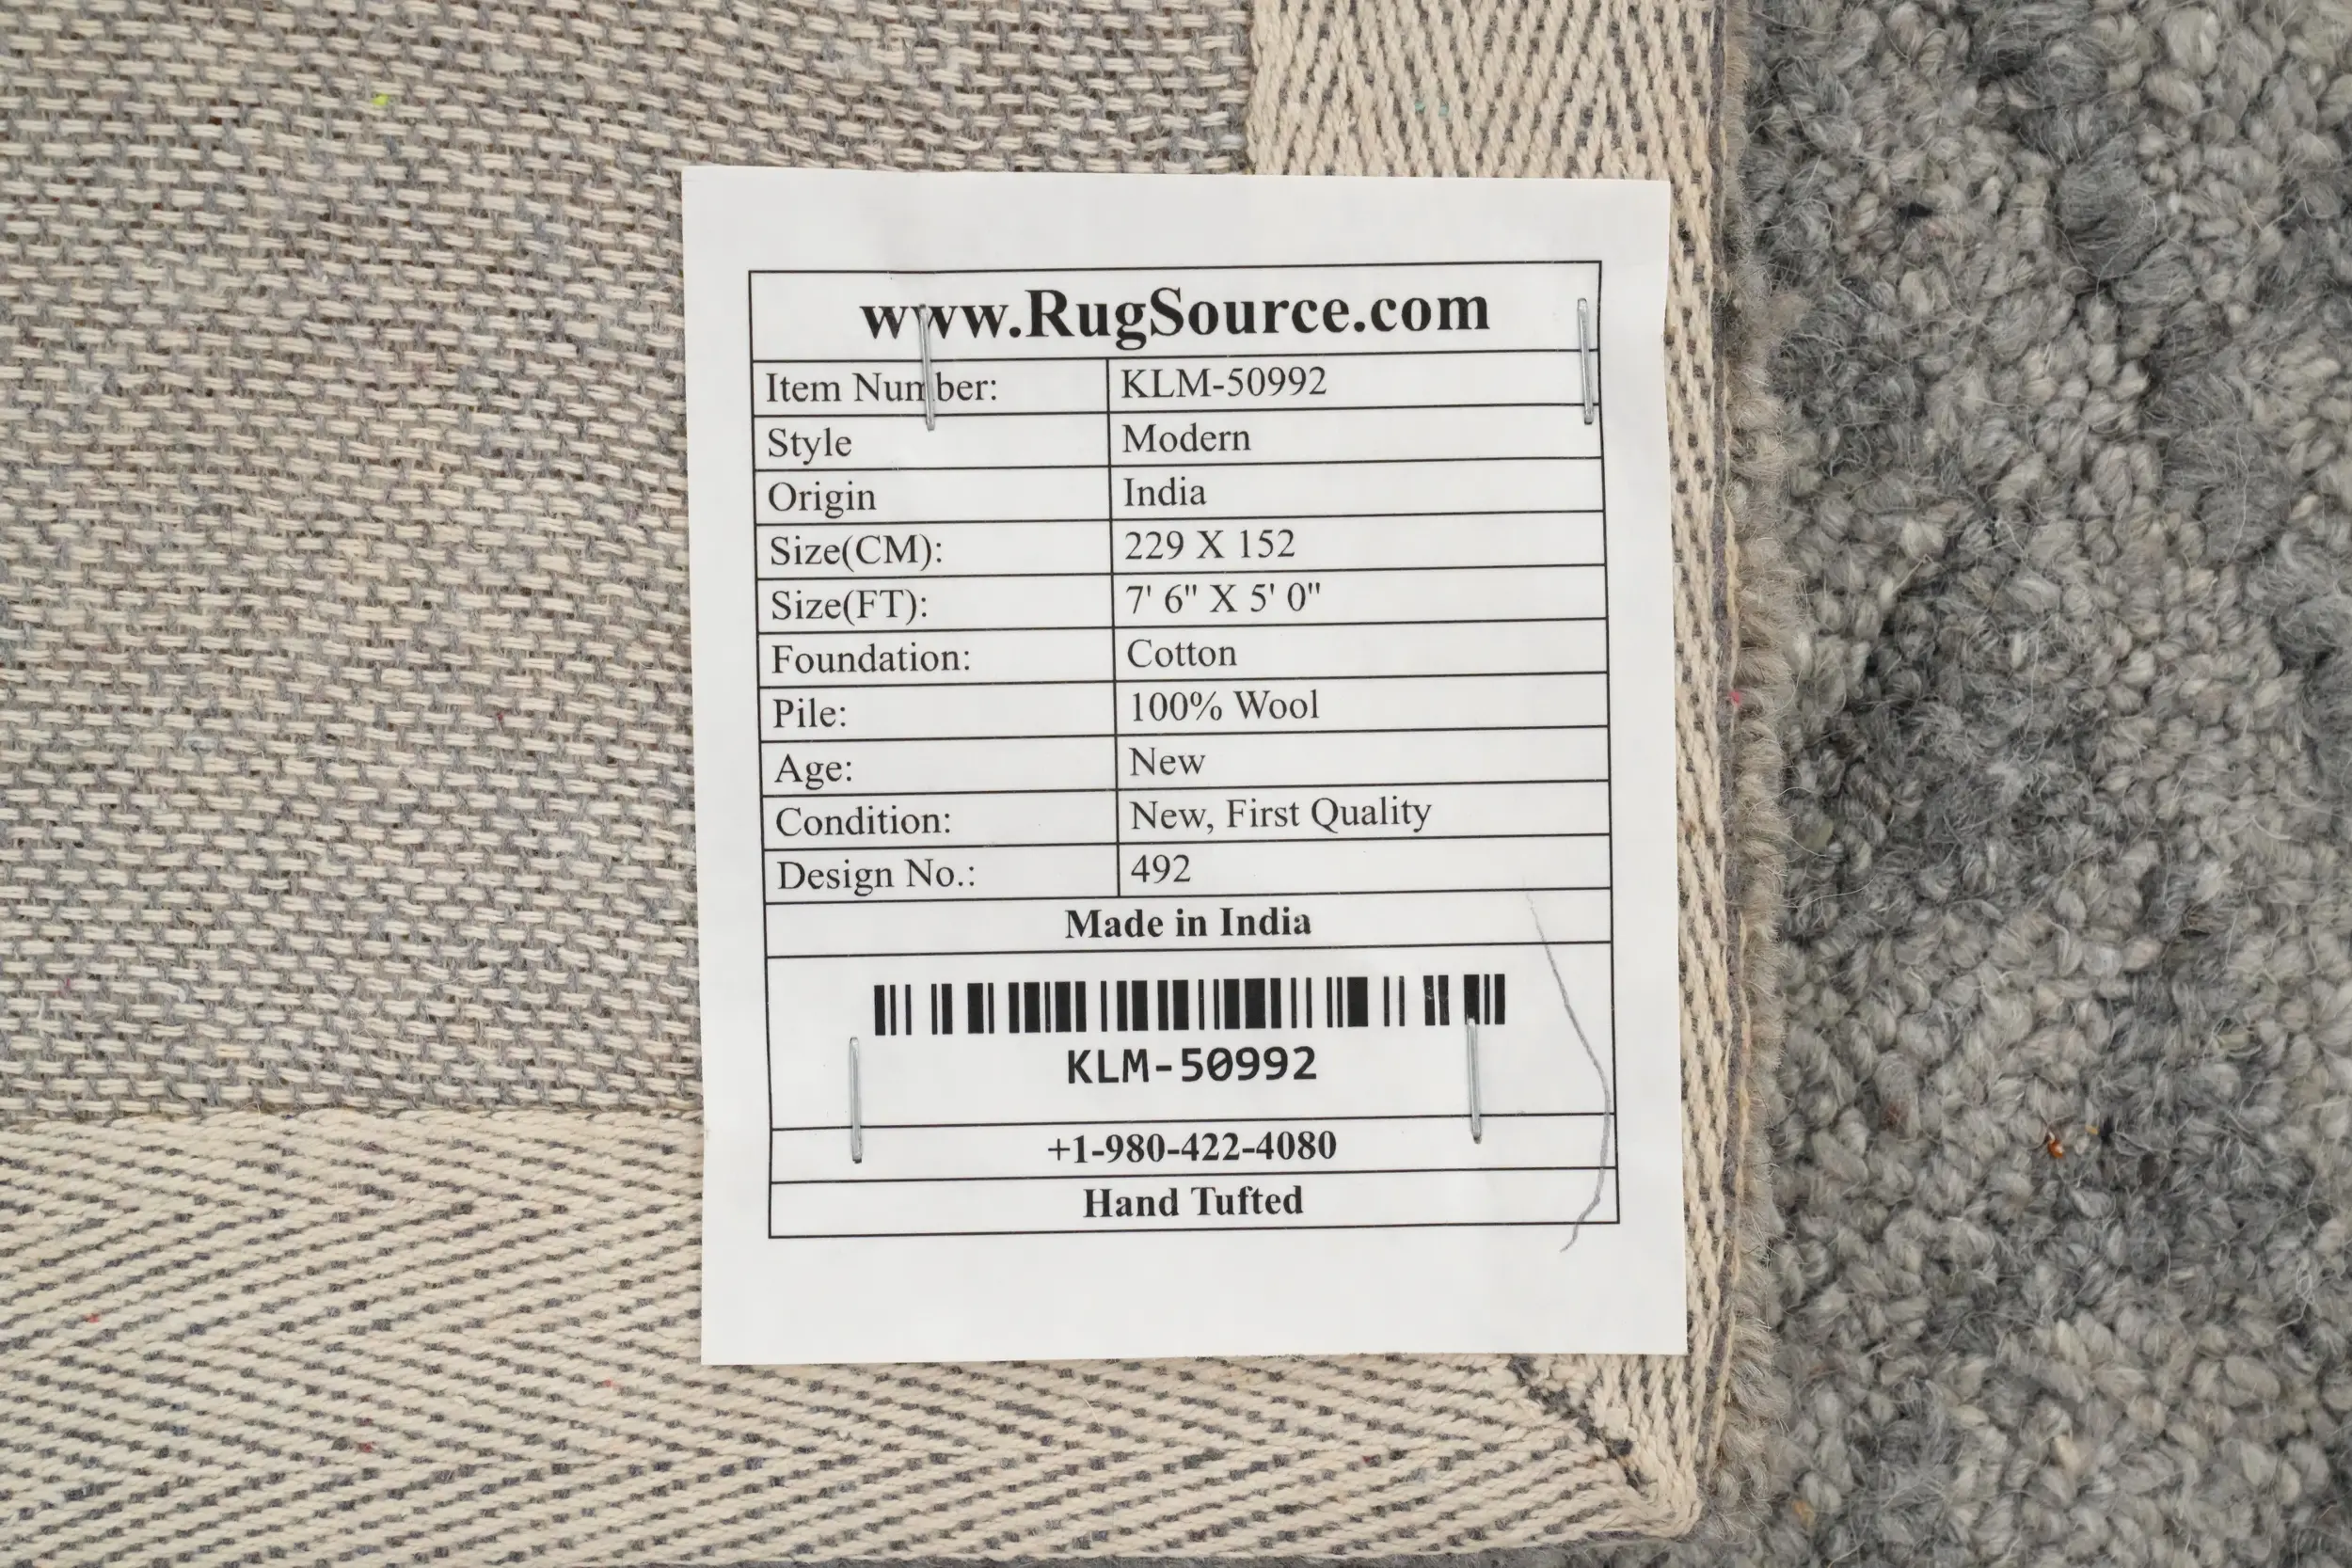 www.RugSource.com
Item Number: KLM-50992
Style Modern
Origin India
Size(CM): 229 X 152
Size(FT): 7' 6" X 5' 0"
Foundation: Cotton
Pile: 100% Wool
Age: New
Condition: New, First Quality
Design No.: 492
Made in India
KLM-50992
+1-980-422-4080
Hand Tufted